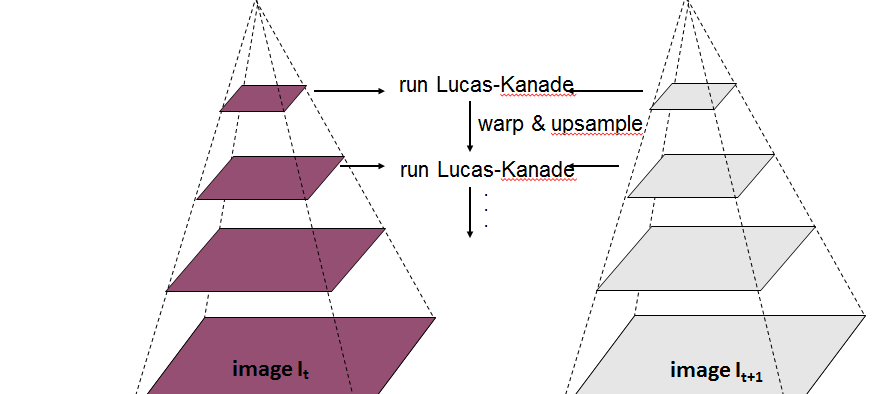 run Lucas-Kanade
warp & upsample
run Lucas-Kanade
.
.
.
image Iₜ
image Iₜ₊₁